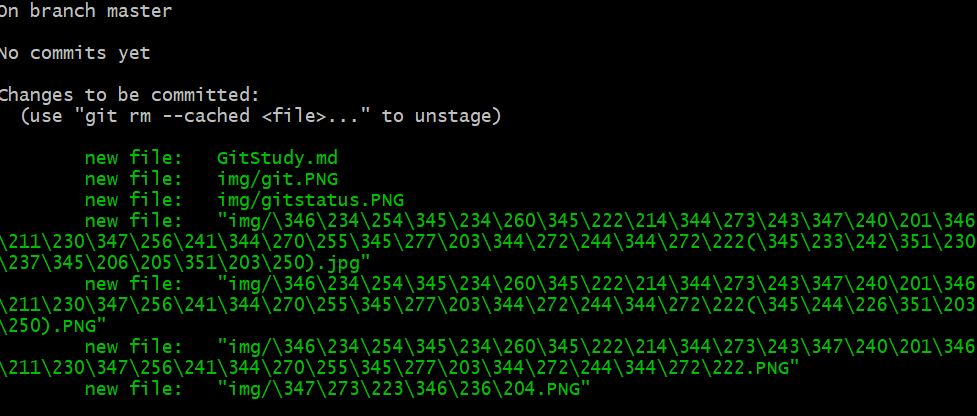 On branch master
No commits yet
Changes to be committed:
(use "git rm --cached <file>..." to unstage)
new file: GitStudy.md
new file: img/git.PNG
new file: img/gitstatus.PNG
new file: "img/\346\234\254\345\234\260\345\222\214\344\273\243\347\240\201\346
\211\230\347\256\241\344\270\255\345\277\203\344\272\244\344\272\222(\345\233\242\351\230
\237\345\206\205\351\203\250).jpg"
new file: "img/\346\234\254\345\234\260\345\222\214\344\273\243\347\240\201\346
\211\230\347\256\241\344\270\255\345\277\203\344\272\244\344\272\222(\345\244\226\351\203
\250).PNG"
new file: "img/\346\234\254\345\234\260\345\222\214\344\273\243\347\240\201\346
\211\230\347\256\241\344\270\255\345\277\203\344\272\244\344\272\222.PNG"
new file: "img/\347\273\223\346\236\204.PNG"